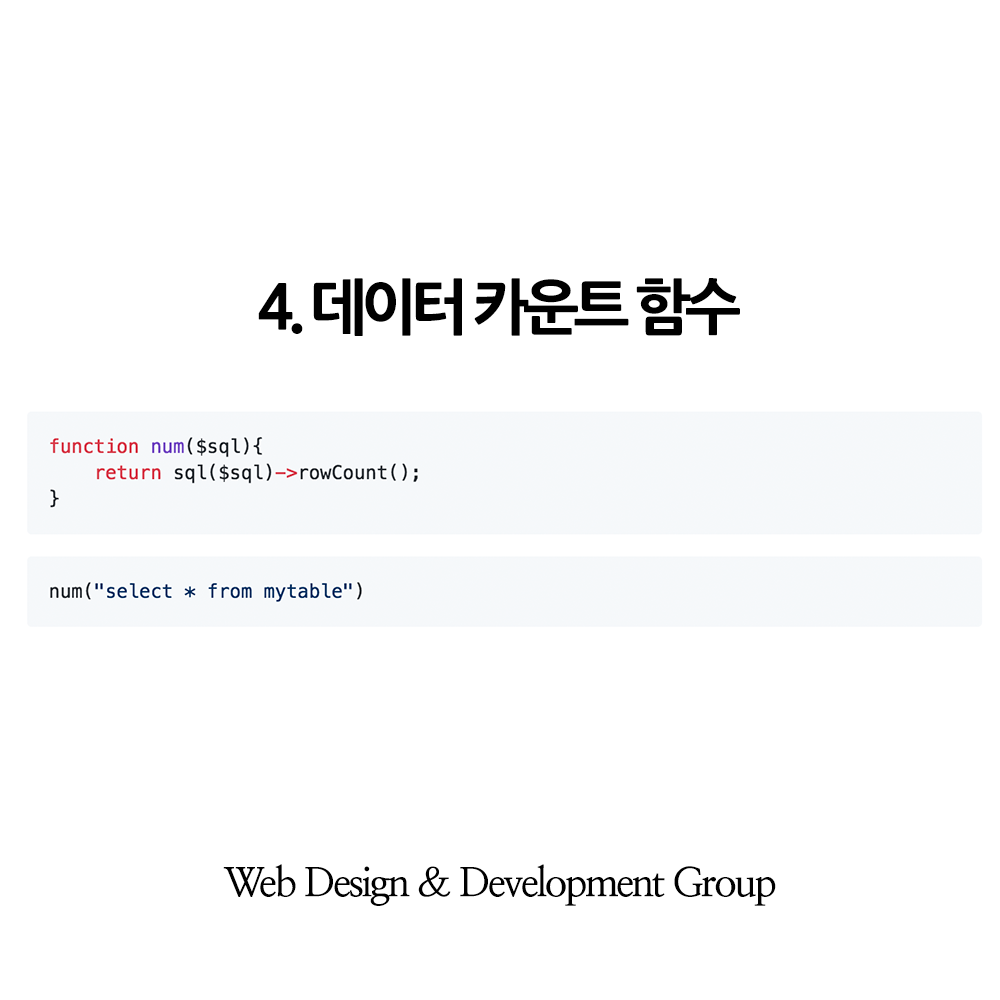 4. 데이터 카운트 함수
function num($sql){
    return sql($sql)->rowCount();
}
num("select * from mytable")
Web Design & Development Group